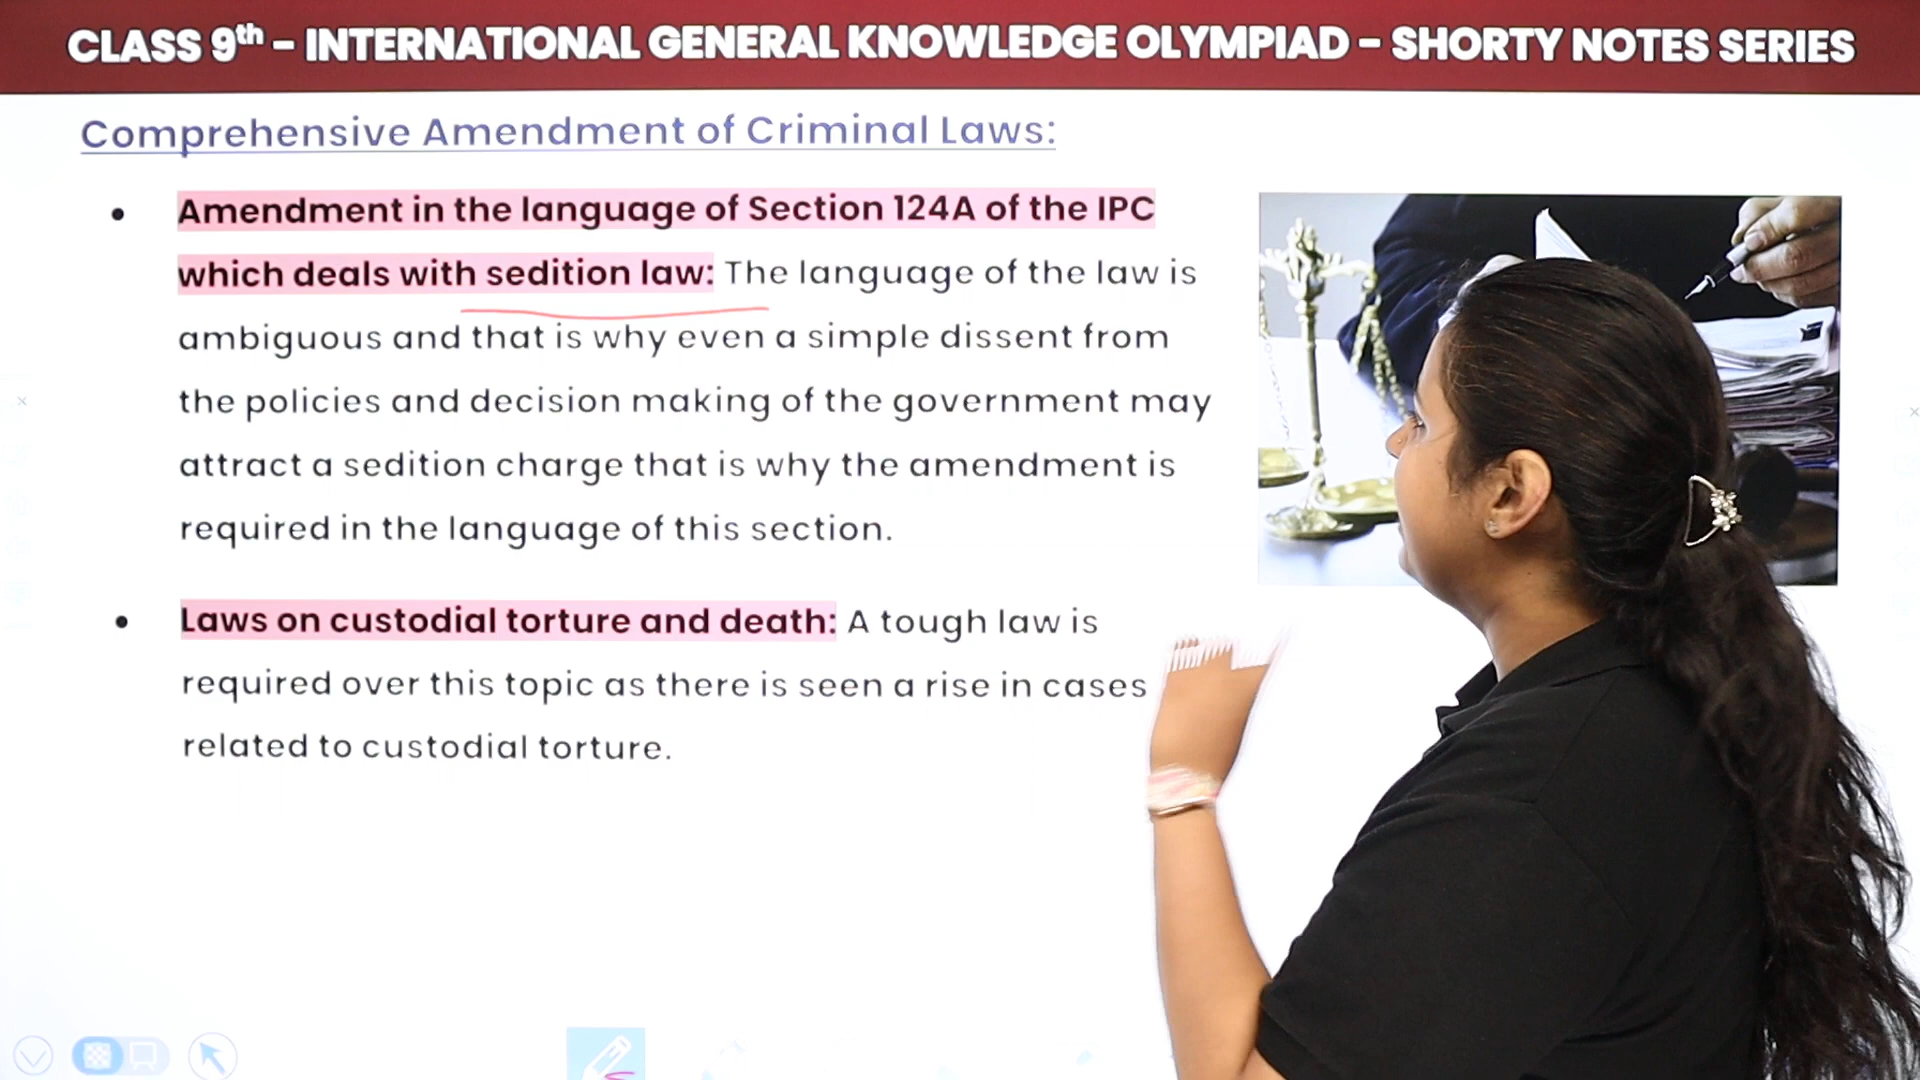 CLASS 9th - INTERNATIONAL GENERAL KNOWLEDGE OLYMPIAD - SHORTY NOTES SERIES
Comprehensive Amendment of Criminal Laws:
• Amendment in the language of Section 124A of the IPC
which deals with sedition law: The language of the law is
ambiguous and that is why even a simple dissent from
the policies and decision making of the government may
attract a sedition charge that is why the amendment is
required in the language of this section.
• Laws on custodial torture and death: A tough law is
required over this topic as there is seen a rise in cases
related to custodial torture.